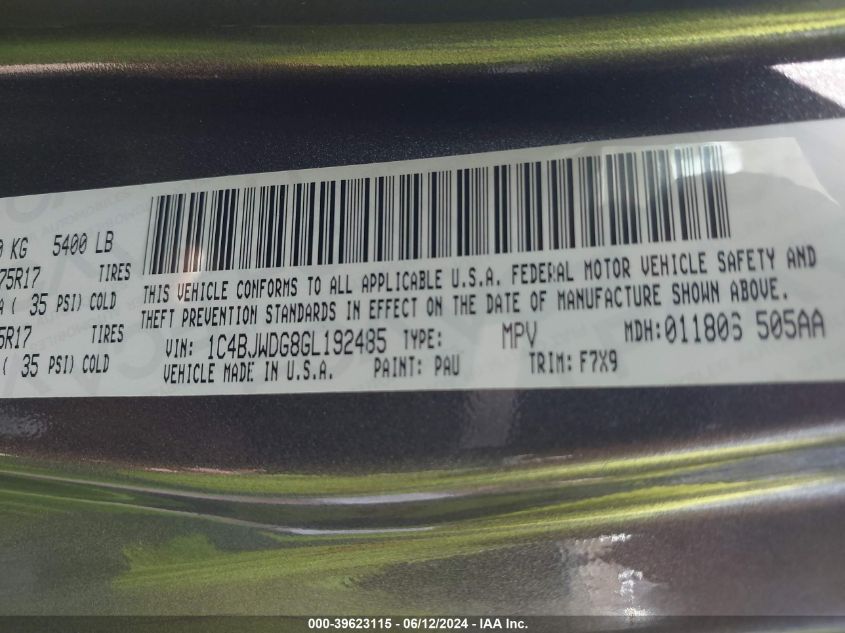 KG 5400 LB
75R17 TIRES
( 35 PSI) COLD
5R17 TIRES
( 35 PSI) COLD
THIS VEHICLE CONFORMS TO ALL APPLICABLE U.S.A. FEDERAL MOTOR VEHICLE SAFETY AND
THEFT PREVENTION STANDARDS IN EFFECT ON THE DATE OF MANUFACTURE SHOWN ABOVE.
VIN: 1C4BJWDG8GL192485 TYPE: MPV MDH:011806 505AA
VEHICLE MADE IN U.S.A. PAINT: PAU TRIM: F7X9
000-39623115 - 06/12/2024 - IAA Inc.